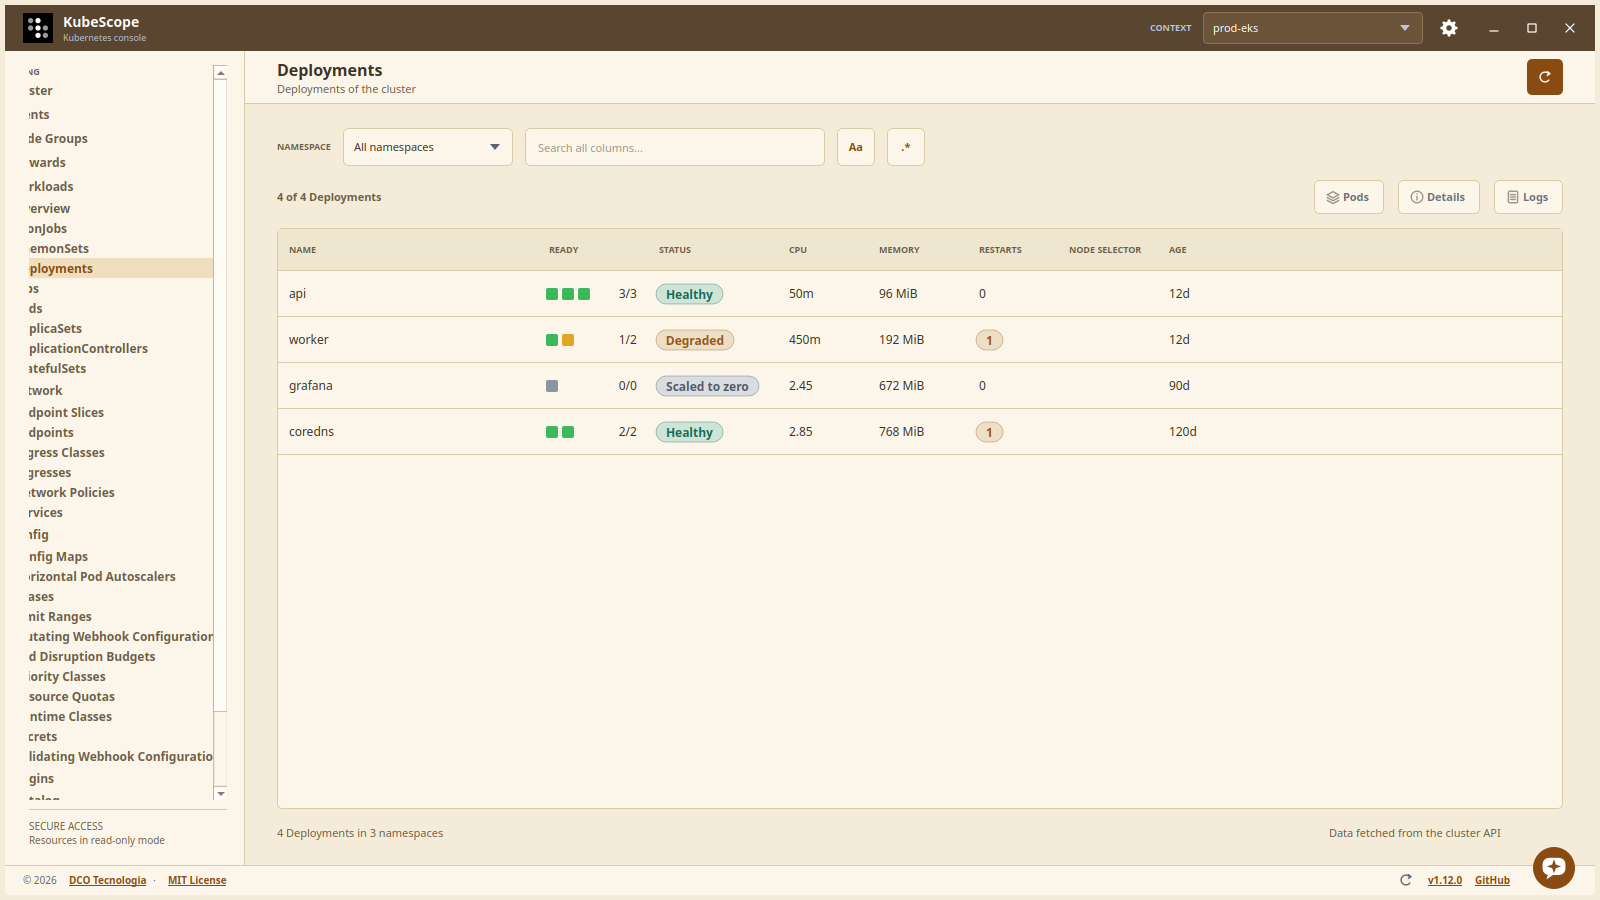 KubeScope
Kubernetes console
CONTEXT
prod-eks
NG
ster
ents
de Groups
wards
rkloads
verview
onJobs
emonSets
ployments
bs
ds
plicaSets
plicationControllers
atefulSets
twork
dpoint Slices
dpoints
gress Classes
gresses
etwork Policies
rvices
nfig
nfig Maps
orizontal Pod Autoscalers
ases
mit Ranges
utating Webhook Configuration
d Disruption Budgets
iority Classes
source Quotas
ntime Classes
crets
lidating Webhook Configuratio
gins
SECURE ACCESS
Resources in read-only mode
Deployments
Deployments of the cluster
NAMESPACE
All namespaces
Search all columns...
Aa
.*
4 of 4 Deployments
Pods
Details
Logs
NAME READY STATUS CPU MEMORY RESTARTS NODE SELECTOR AGE
api 3/3 Healthy 50m 96 MiB 0 12d
worker 1/2 Degraded 450m 192 MiB 1 12d
grafana 0/0 Scaled to zero 2.45 672 MiB 0 90d
coredns 2/2 Healthy 2.85 768 MiB 1 120d
4 Deployments in 3 namespaces
Data fetched from the cluster API
© 2026 DCO Tecnologia · MIT License
v1.12.0 GitHub